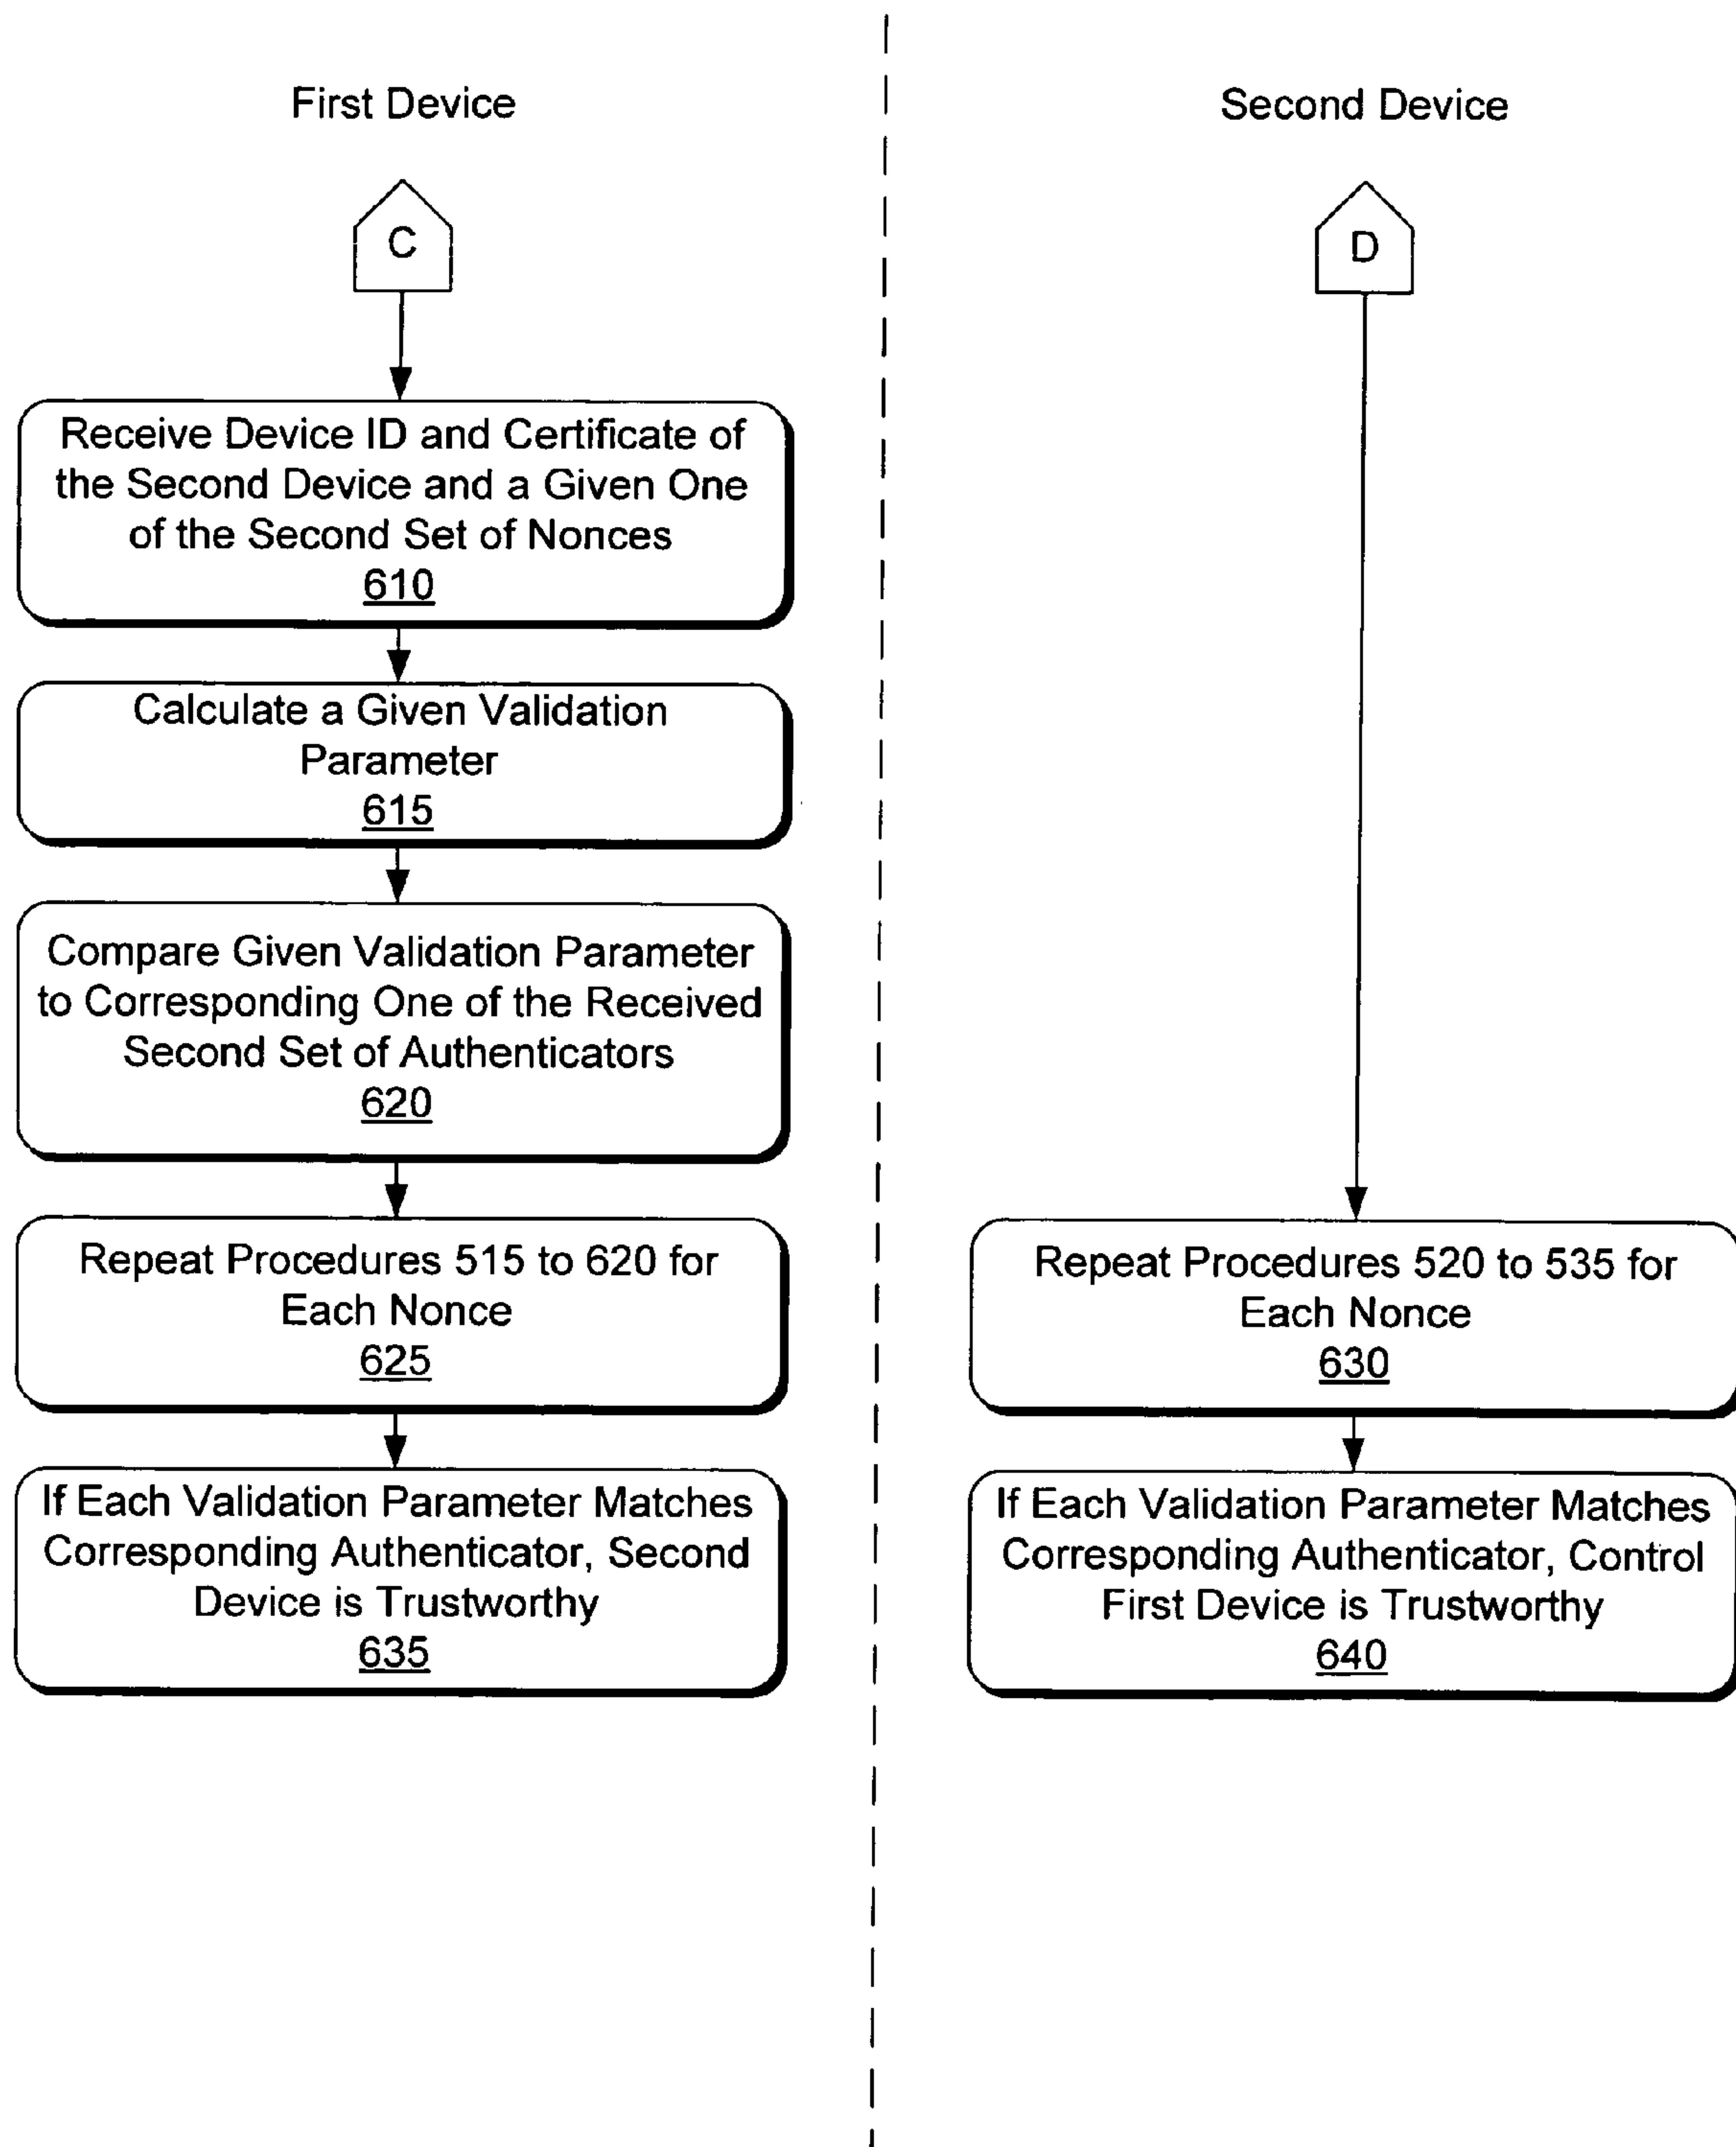 First Device
Second Device
C
D
Receive Device ID and Certificate of
the Second Device and a Given One
of the Second Set of Nonces
610
Calculate a Given Validation
Parameter
615
Compare Given Validation Parameter
to Corresponding One of the Received
Second Set of Authenticators
620
Repeat Procedures 515 to 620 for
Each Nonce
625
Repeat Procedures 520 to 535 for
Each Nonce
630
If Each Validation Parameter Matches
Corresponding Authenticator, Second
Device is Trustworthy
635
If Each Validation Parameter Matches
Corresponding Authenticator, Control
First Device is Trustworthy
640